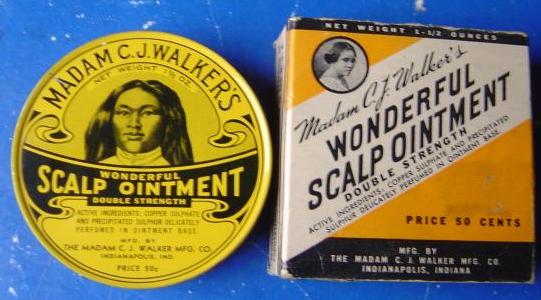 MADAM C.J. WALKER'S
NET WEIGHT 1½ OZ.
WONDERFUL
SCALP OINTMENT
DOUBLE STRENGTH
ACTIVE INGREDIENTS: COPPER SULPHATE
AND PRECIPITATED SULPHUR DELICATELY
PERFUMED IN OINTMENT BASE.
MFD. BY
THE MADAM C. J. WALKER MFG. CO.
INDIANAPOLIS, IND.
PRICE 50c
NET WEIGHT 1-1/2 OUNCES
Madam C.J. Walker's
WONDERFUL
SCALP OINTMENT
DOUBLE STRENGTH
ACTIVE INGREDIENTS, COPPER SULPHATE AND PRECIPITATED
SULPHUR DELICATELY PERFUMED IN OINTMENT BASE.
PRICE 50 CENTS
MFG. BY
THE MADAM C. J. WALKER MFG. CO.
INDIANAPOLIS, INDIANA